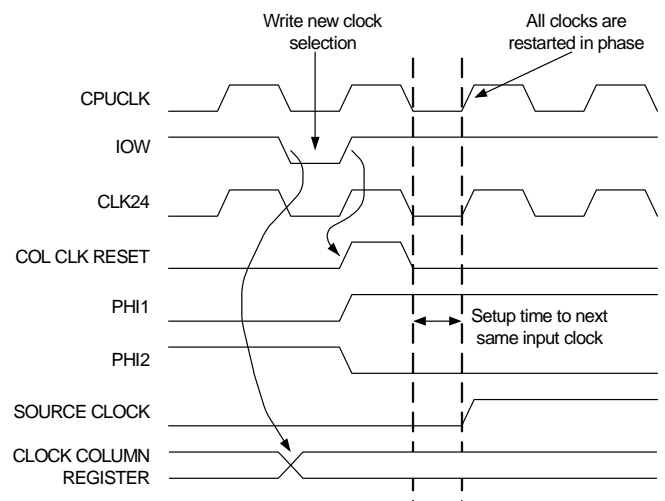 Write new clock
selection
All clocks are
restarted in phase
CPUCLK
IOW
CLK24
COL CLK RESET
PHI1
Setup time to next
same input clock
PHI2
SOURCE CLOCK
CLOCK COLUMN
REGISTER